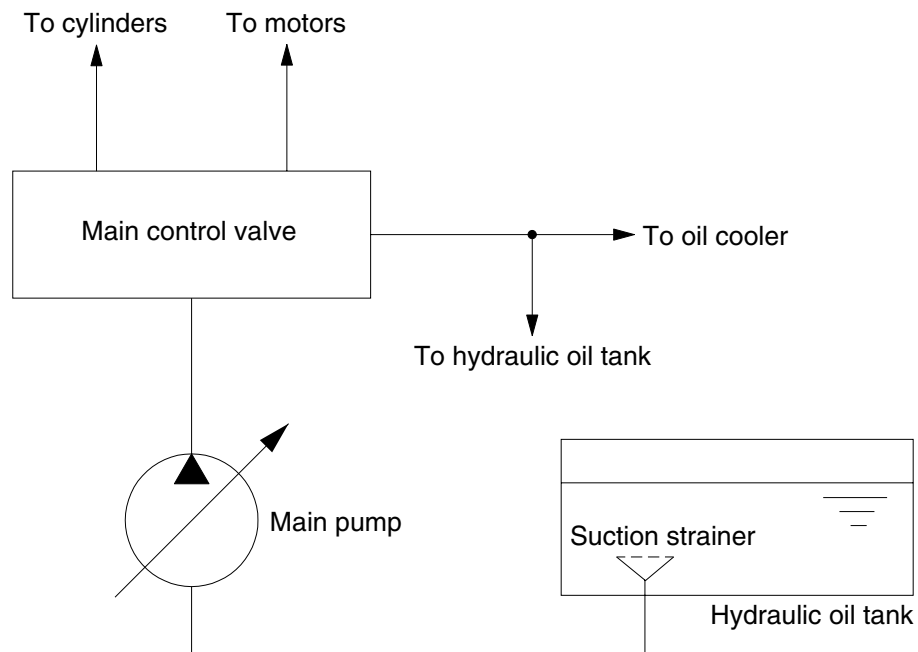 To cylinders
To motors
Main control valve
To oil cooler
To hydraulic oil tank
Main pump
Suction strainer
Hydraulic oil tank